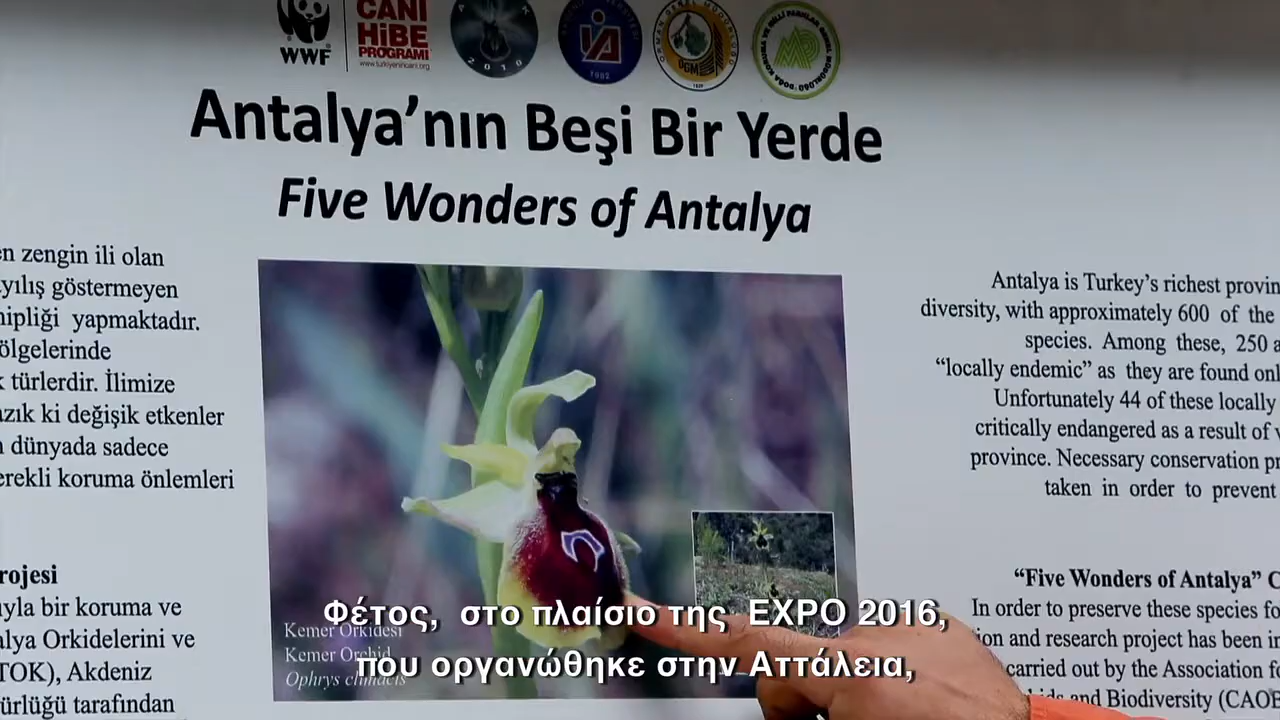 WWF
CANI
HİBE
PROGRAMI
www.turkiyenincani.org
2010
1982
OGM
Antalya’nın Beşi Bir Yerde
Five Wonders of Antalya
en zengin ili olan
yılış göstermeyen
hipliği yapmaktadır.
ölgelerinde
k türlerdir. İlimize
azık ki değişik etkenler
dünyada sadece
erekli koruma önlemleri
rojesi
ıyla bir koruma ve
alya Orkidelerini ve
TOK), Akdeniz
ürlüğü tarafından
Kemer Orkidesi
Kemer Orchid
Ophrys climacis
Antalya is Turkey’s richest provin
diversity, with approximately 600 of the
species. Among these, 250 a
“locally endemic” as they are found onl
Unfortunately 44 of these locally
critically endangered as a result of v
province. Necessary conservation pr
taken in order to prevent
“Five Wonders of Antalya” C
In order to preserve these species fo
ion and research project has been in
carried out by the Association fo
ids and Biodiversity (CAOB
Φέτος, στο πλαίσιο της EXPO 2016,
που οργανώθηκε στην Αττάλεια,